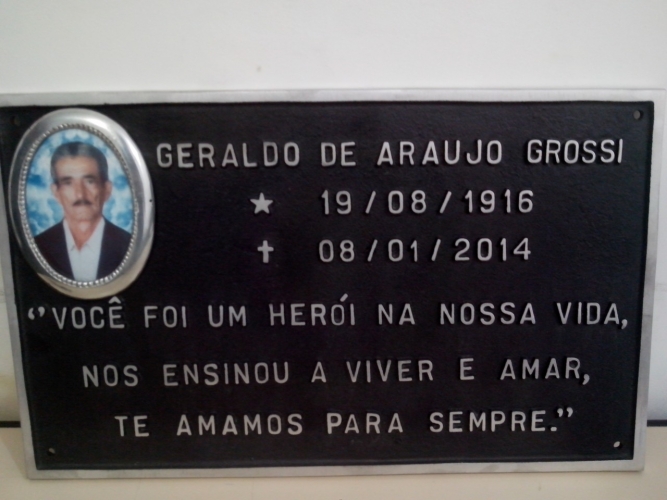 GERALDO DE ARAUJO GROSSI
★ 19/08/1916
✝ 08/01/2014
"VOCÊ FOI UM HERÓI NA NOSSA VIDA,
NOS ENSINOU A VIVER E AMAR,
TE AMAMOS PARA SEMPRE."